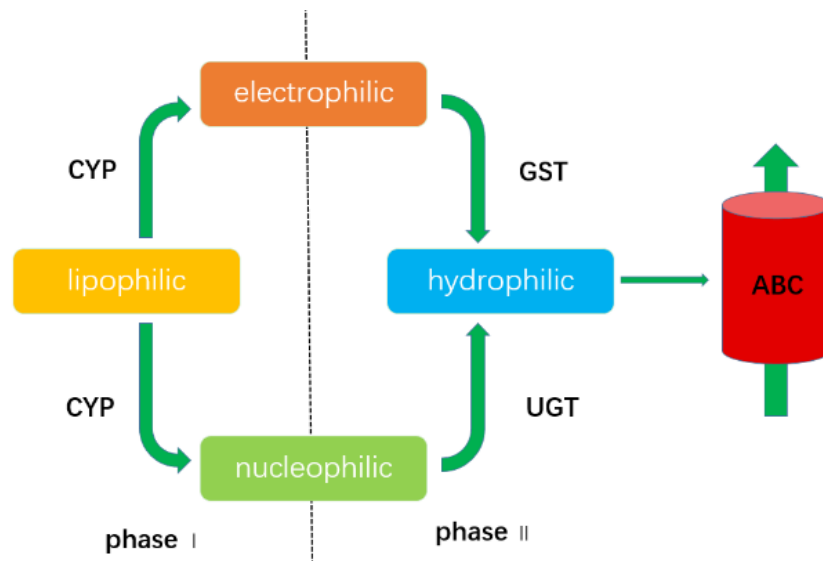 electrophilic
CYP
GST
lipophilic
hydrophilic
ABC
CYP
UGT
nucleophilic
phase Ⅰ
phase Ⅱ